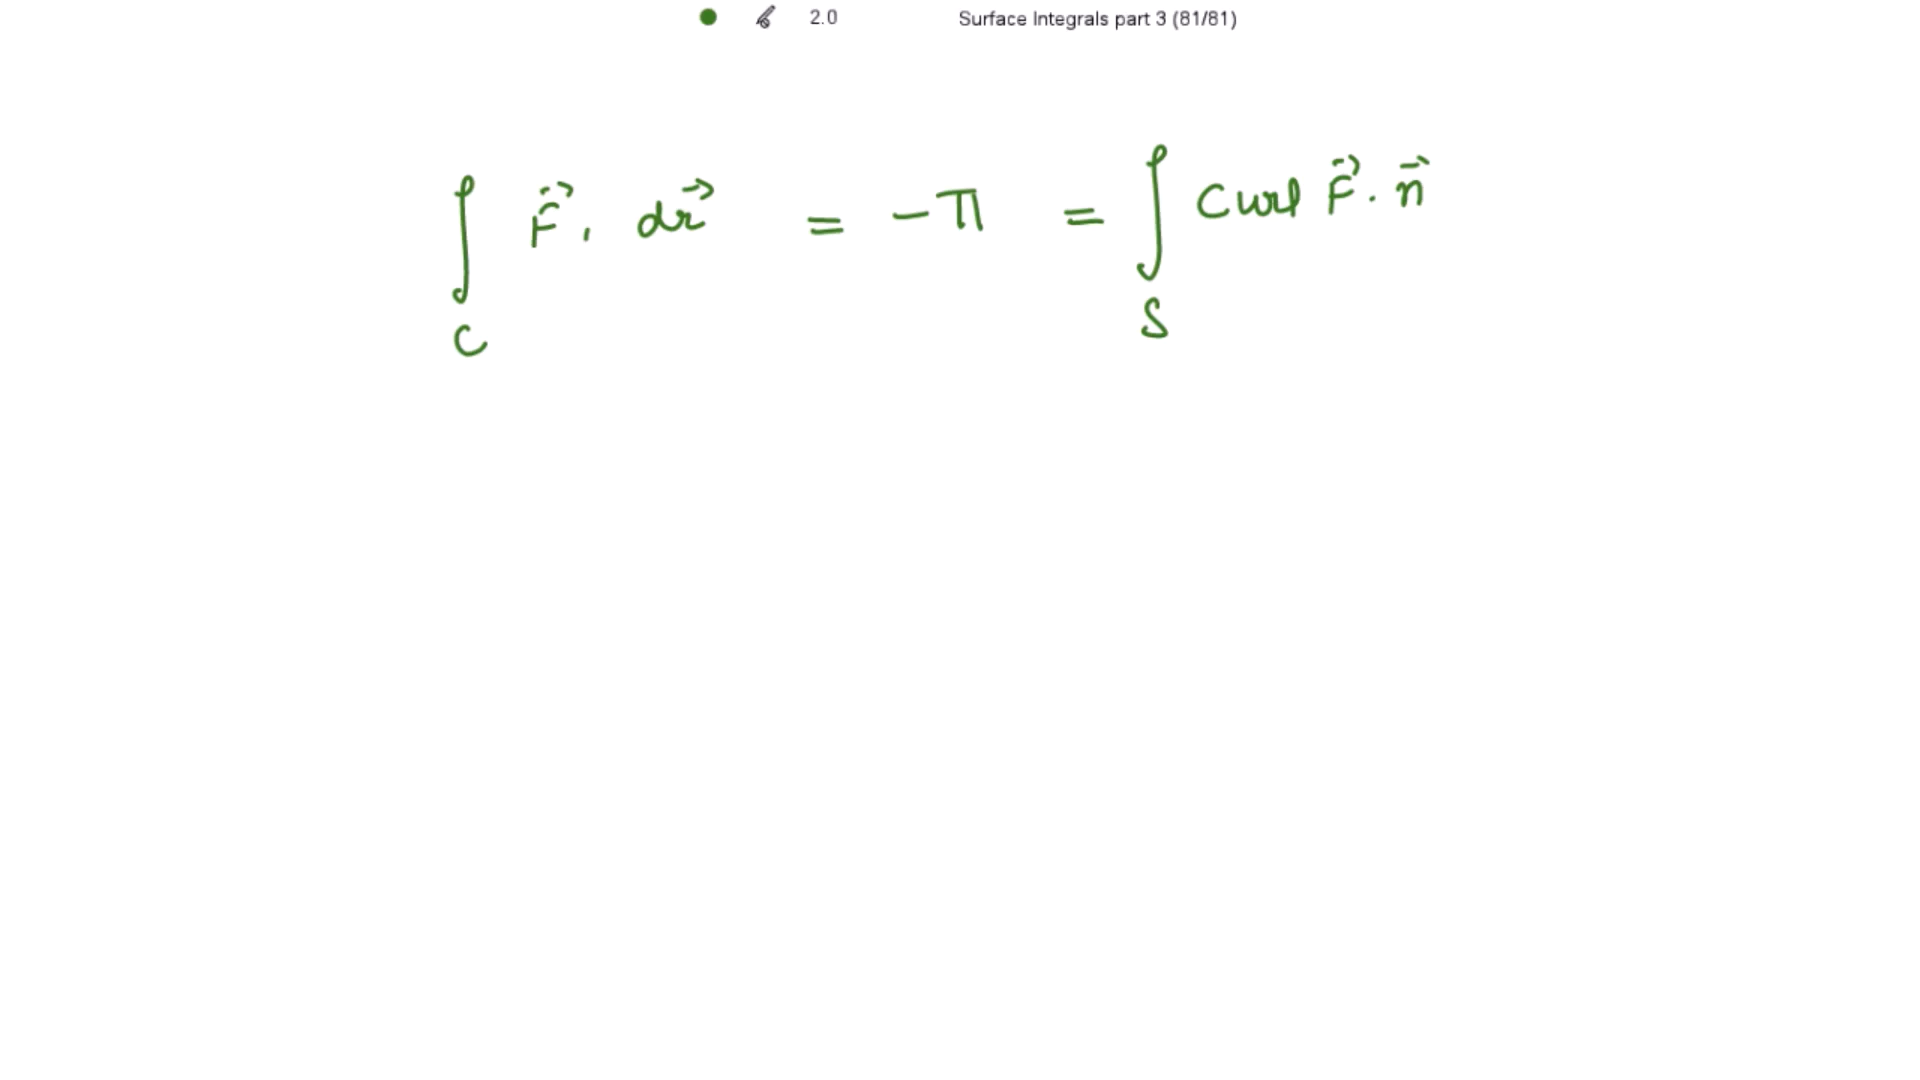 2.0 Surface Integrals part 3 (81/81)
∫_C F⃗ . dr⃗ = -π = ∫_S Curl F⃗ . n⃗